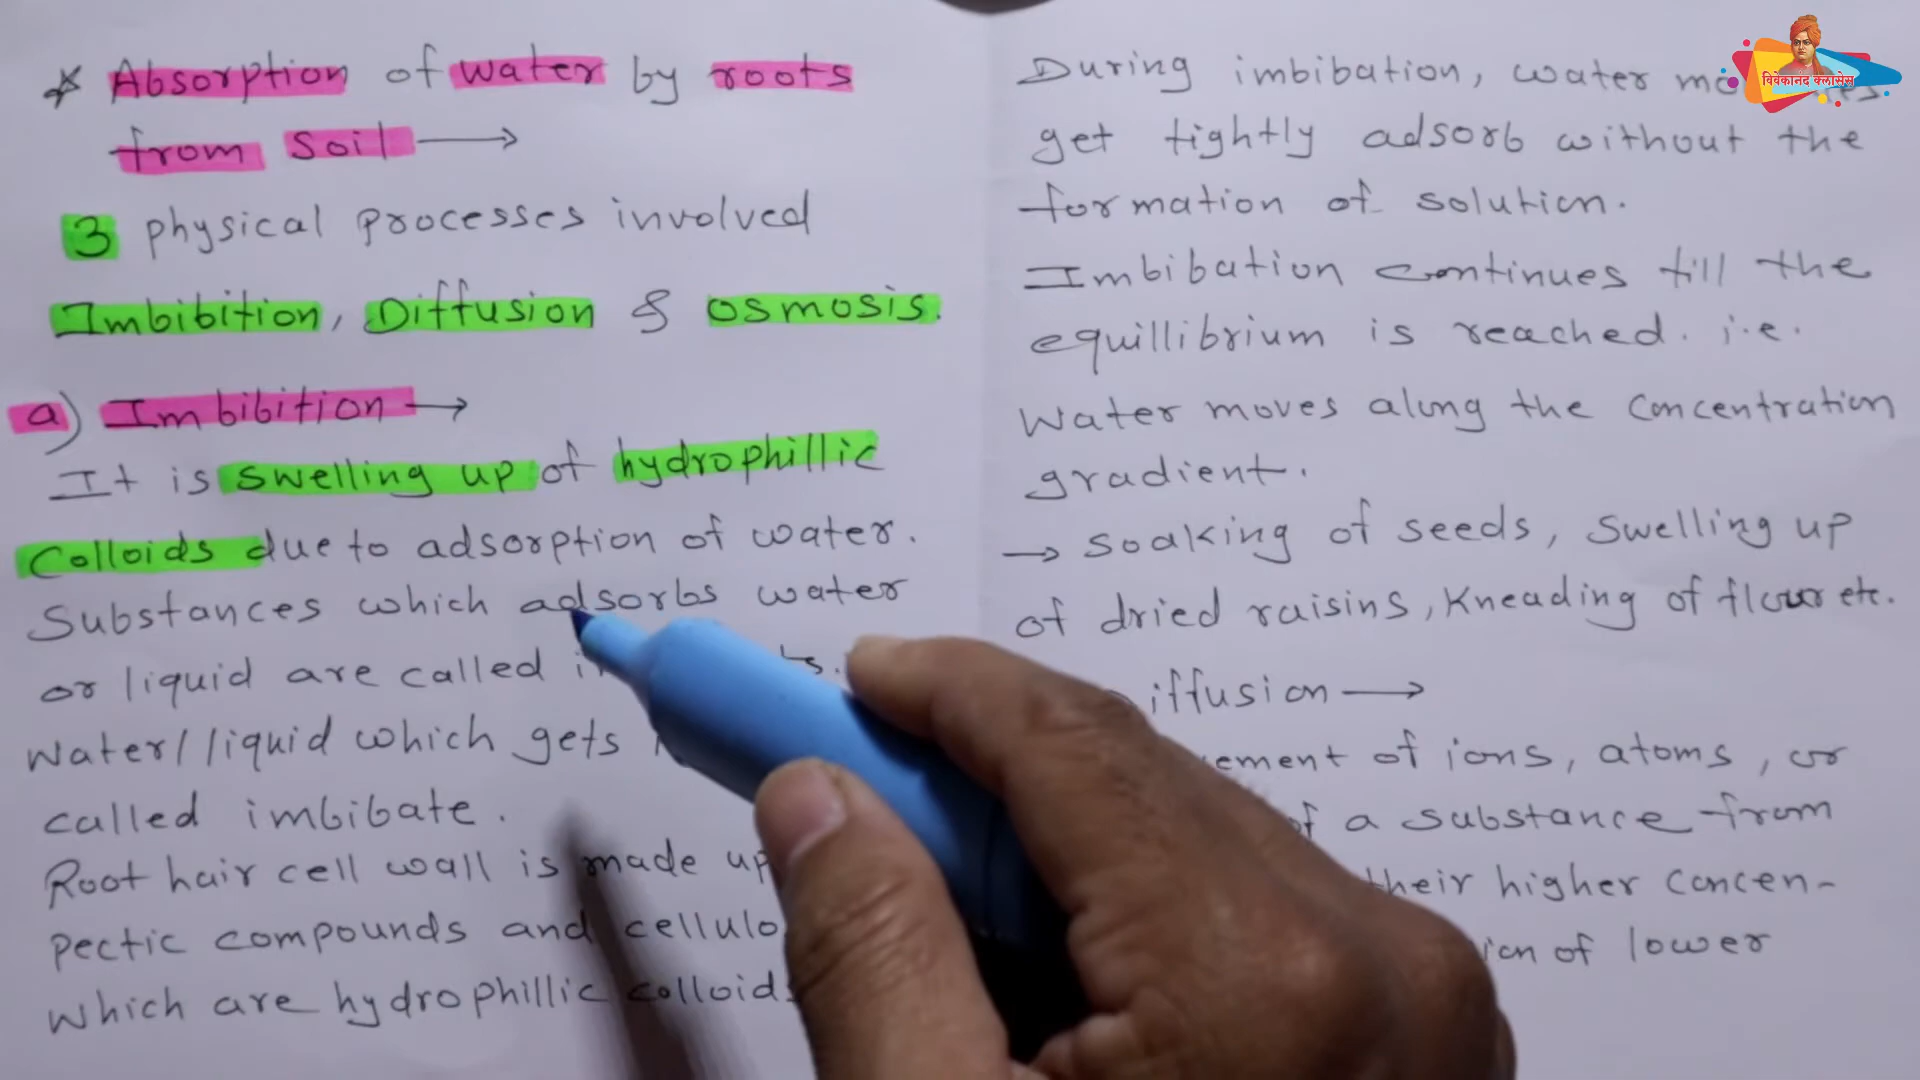 * Absorption of water by roots
from soil →
3 physical processes involved
Imbibition, Diffusion & osmosis.
a) Imbibition →
It is swelling up of hydrophillic
Colloids due to adsorption of water.
Substances which adsorbs water
or liquid are called
Water/liquid which gets
called imbibate.
Root hair cell wall is made up
pectic compounds and
which are hydrophillic colloids
During imbibation, water
get tightly adsorb without the
formation of solution.
Imbibation continues till the
equillibrium is reached. i.e.
Water moves along the concentration
gradient.
→ Soaking of seeds, swelling up
of dried raisins, Kneading of flour etc.
Diffusion →
of ions, atoms, or
of a substance from
their higher concen-
of lower
विवेकानंद क्लासेस